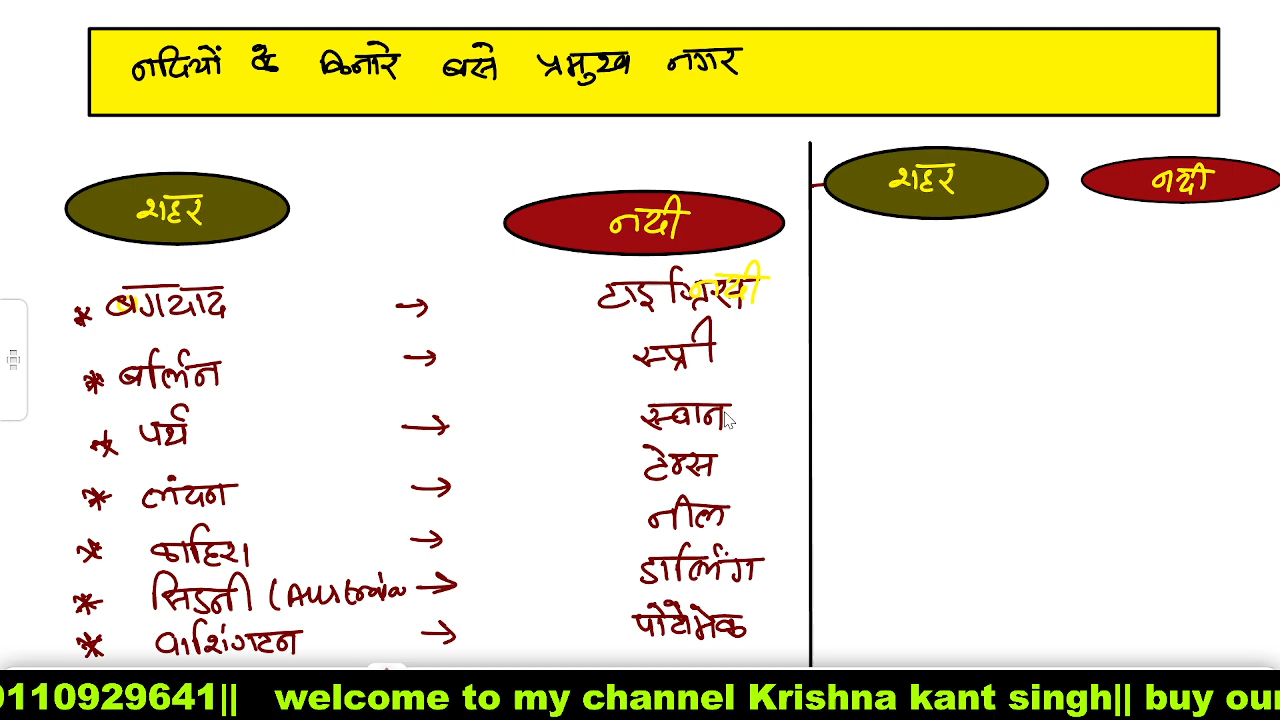 नदियों के किनारे बसे प्रमुख नगर
शहर नदी
शहर नदी
* बगदाद → टाइग्रिस नदी
* बर्लिन → स्प्री
* पर्थ → स्वान
* लंदन → टेम्स
* काहिरा → नील
* सिडनी (Australia → डार्लिंग
* वाशिंगटन → पोटोमेक
9110929641|| welcome to my channel Krishna kant singh|| buy our